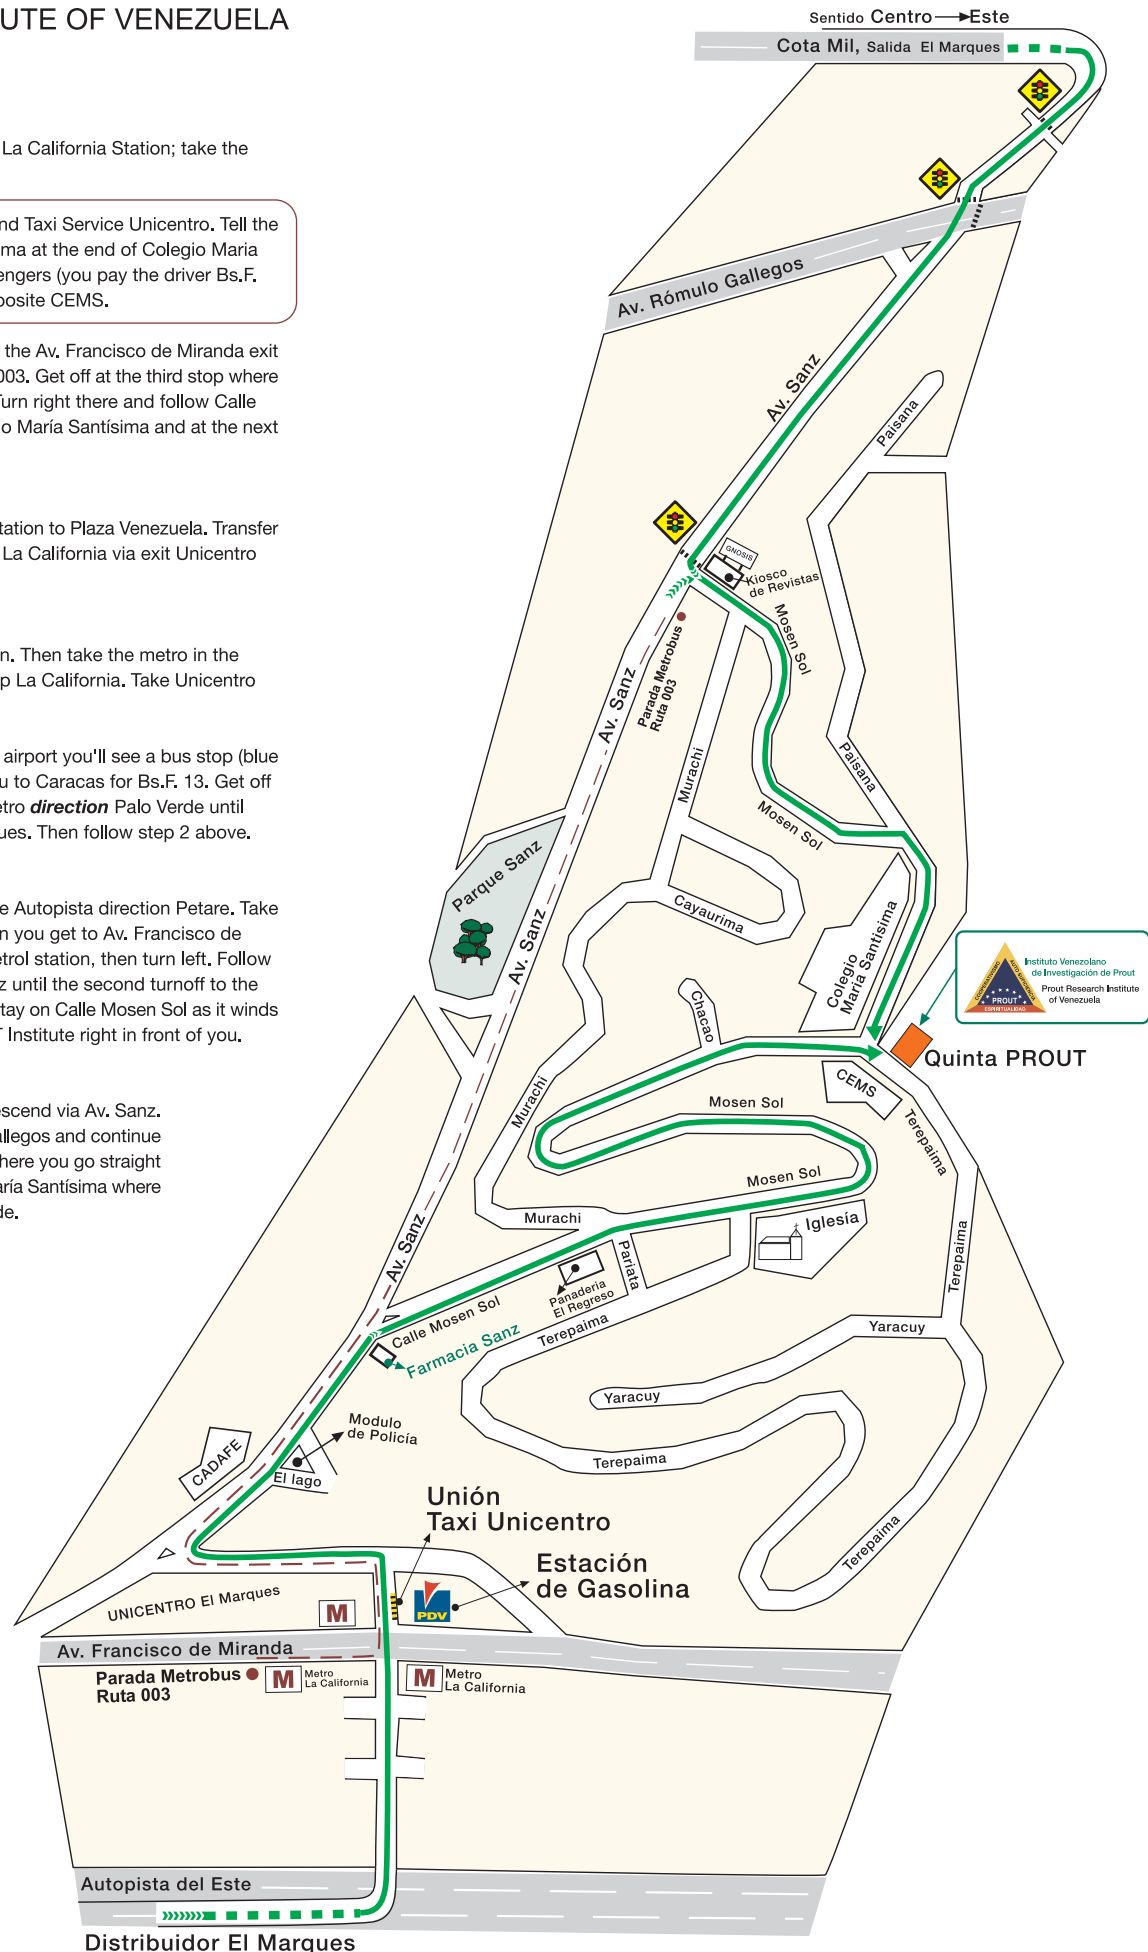 UTE OF VENEZUELA
La California Station; take the
nd Taxi Service Unicentro. Tell the
ma at the end of Colegio Maria
engers (you pay the driver Bs.F.
posite CEMS.
the Av. Francisco de Miranda exit
003. Get off at the third stop where
Turn right there and follow Calle
o María Santísima and at the next
tation to Plaza Venezuela. Transfer
La California via exit Unicentro
n. Then take the metro in the
p La California. Take Unicentro
airport you'll see a bus stop (blue
u to Caracas for Bs.F. 13. Get off
etro direction Palo Verde until
ues. Then follow step 2 above.
e Autopista direction Petare. Take
n you get to Av. Francisco de
etrol station, then turn left. Follow
z until the second turnoff to the
tay on Calle Mosen Sol as it winds
T Institute right in front of you.
escend via Av. Sanz.
allegos and continue
here you go straight
aría Santísima where
de.
Sentido Centro Este
Cota Mil, Salida El Marques
Av. Rómulo Gallegos
Av. Sanz
Paisana
GNOSIS
Kiosco
de Revistas
Mosen Sol
Parada Metrobus
Ruta 003
Av. Sanz
Murachi
Paisana
Mosen Sol
Parque Sanz
Cayaurima
Colegio
María Santisima
Av. Sanz
Chacao
COOPERATIVISMO
AUTO SUFICIENCIA
PROUT
ESPIRITUALIDAD
Instituto Venezolano
de Investigación de Prout
Prout Research Institute
of Venezuela
Quinta PROUT
CEMS
Murachi
Mosen Sol
Terepaima
Mosen Sol
Murachi
Iglesía
Av. Sanz
Pariata
Terepaima
Panaderia
El Regreso
Calle Mosen Sol
Terepaima
Farmacia Sanz
Yaracuy
Yaracuy
Modulo
de Policía
CADAFE
El lago
Terepaima
Terepaima
Unión
Taxi Unicentro
Estación
de Gasolina
UNICENTRO El Marques
M
PDV
Av. Francisco de Miranda
Parada Metrobus
Ruta 003
M
Metro
La California
M
Metro
La California
Autopista del Este
Distribuidor El Marques